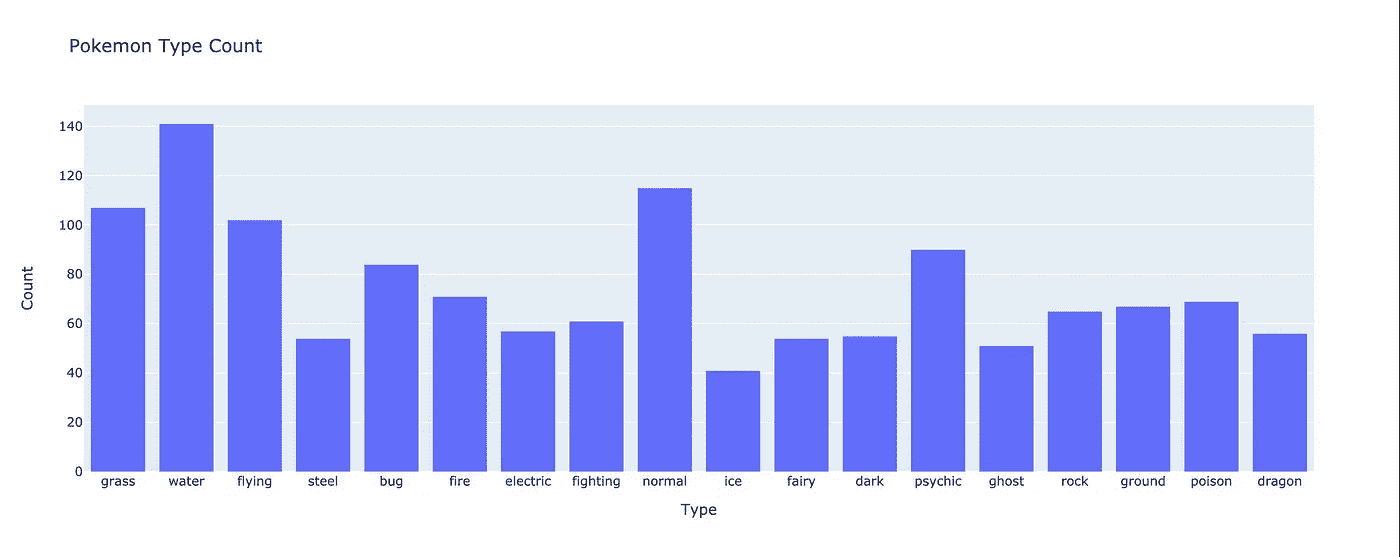 Pokemon Type Count
Count
140
120
100
80
60
40
20
0
grass water flying steel bug fire electric fighting normal ice fairy dark psychic ghost rock ground poison dragon
Type